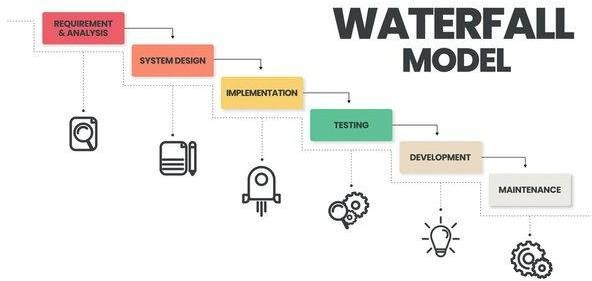 WATERFALL
MODEL
REQUIREMENT
& ANALYSIS
SYSTEM DESIGN
IMPLEMENTATION
TESTING
DEVELOPMENT
MAINTENANCE